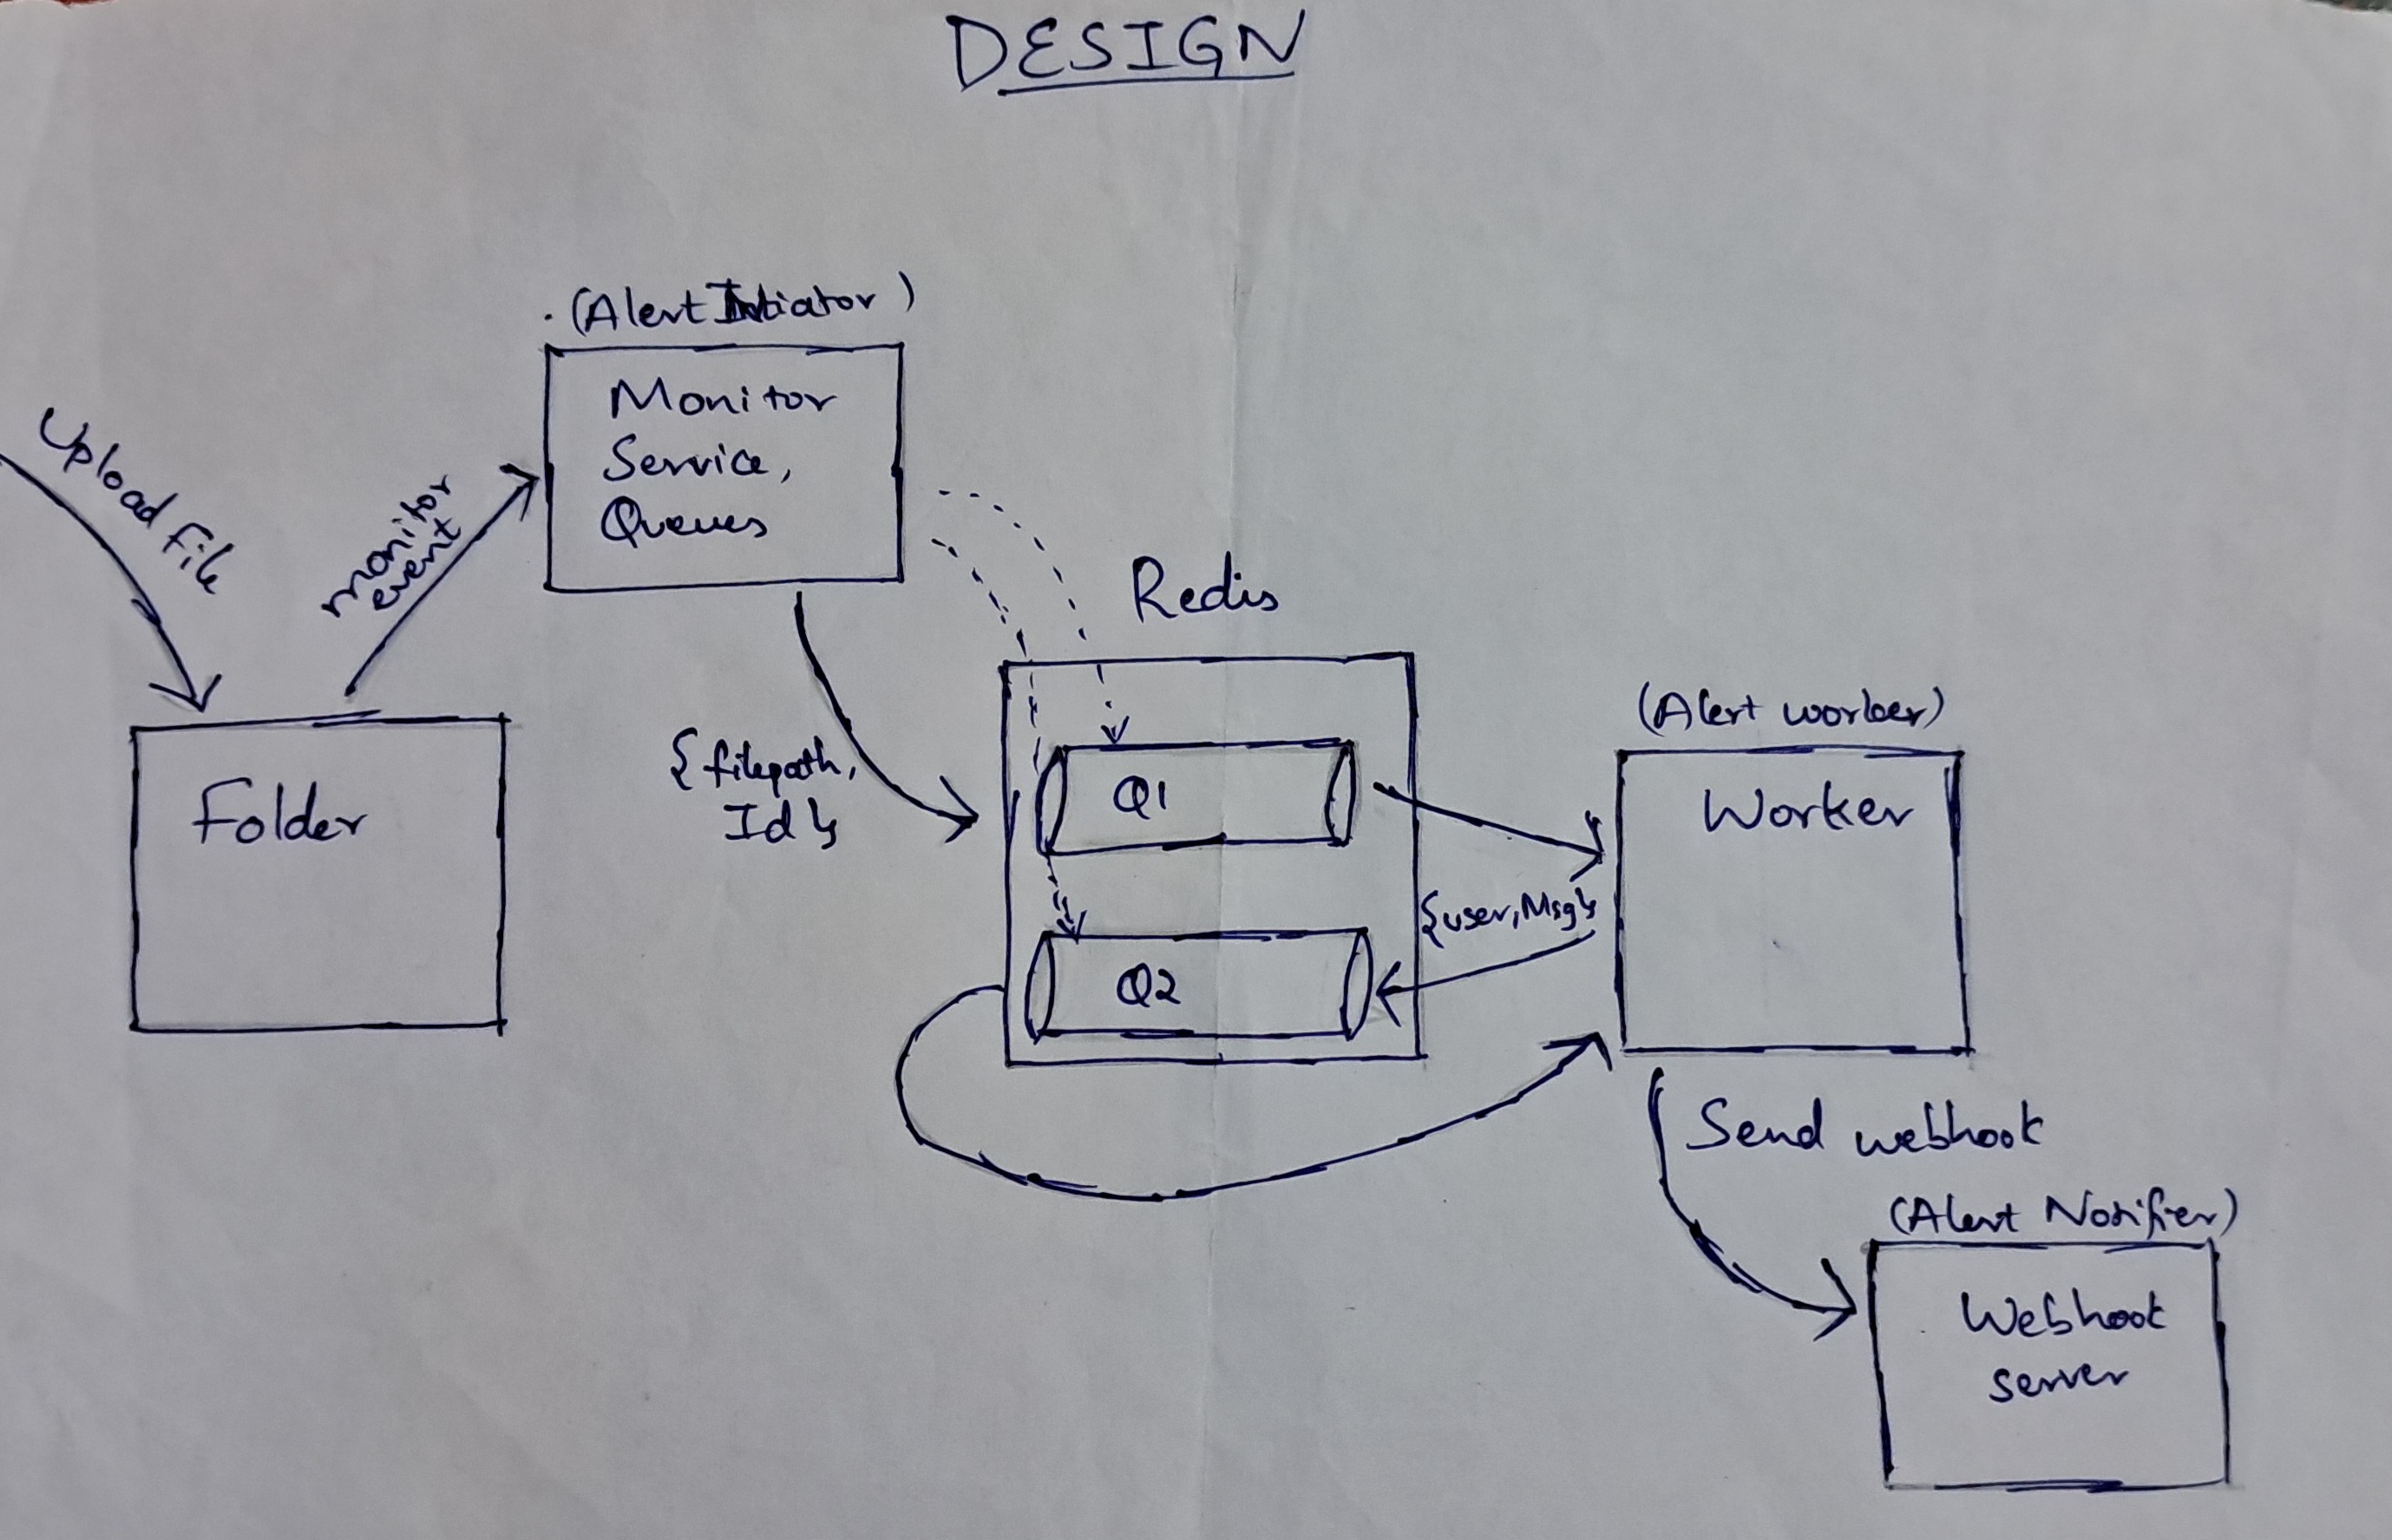 DESIGN
. (Alert Intiator)
Monitor
Service,
Queues
Upload file
monitor
event
Redis
{filepath,
Id}
Folder
Q1
(Alert worker)
Worker
{user, Msg}
Q2
Send webhook
(Alert Notifier)
Webhook
server